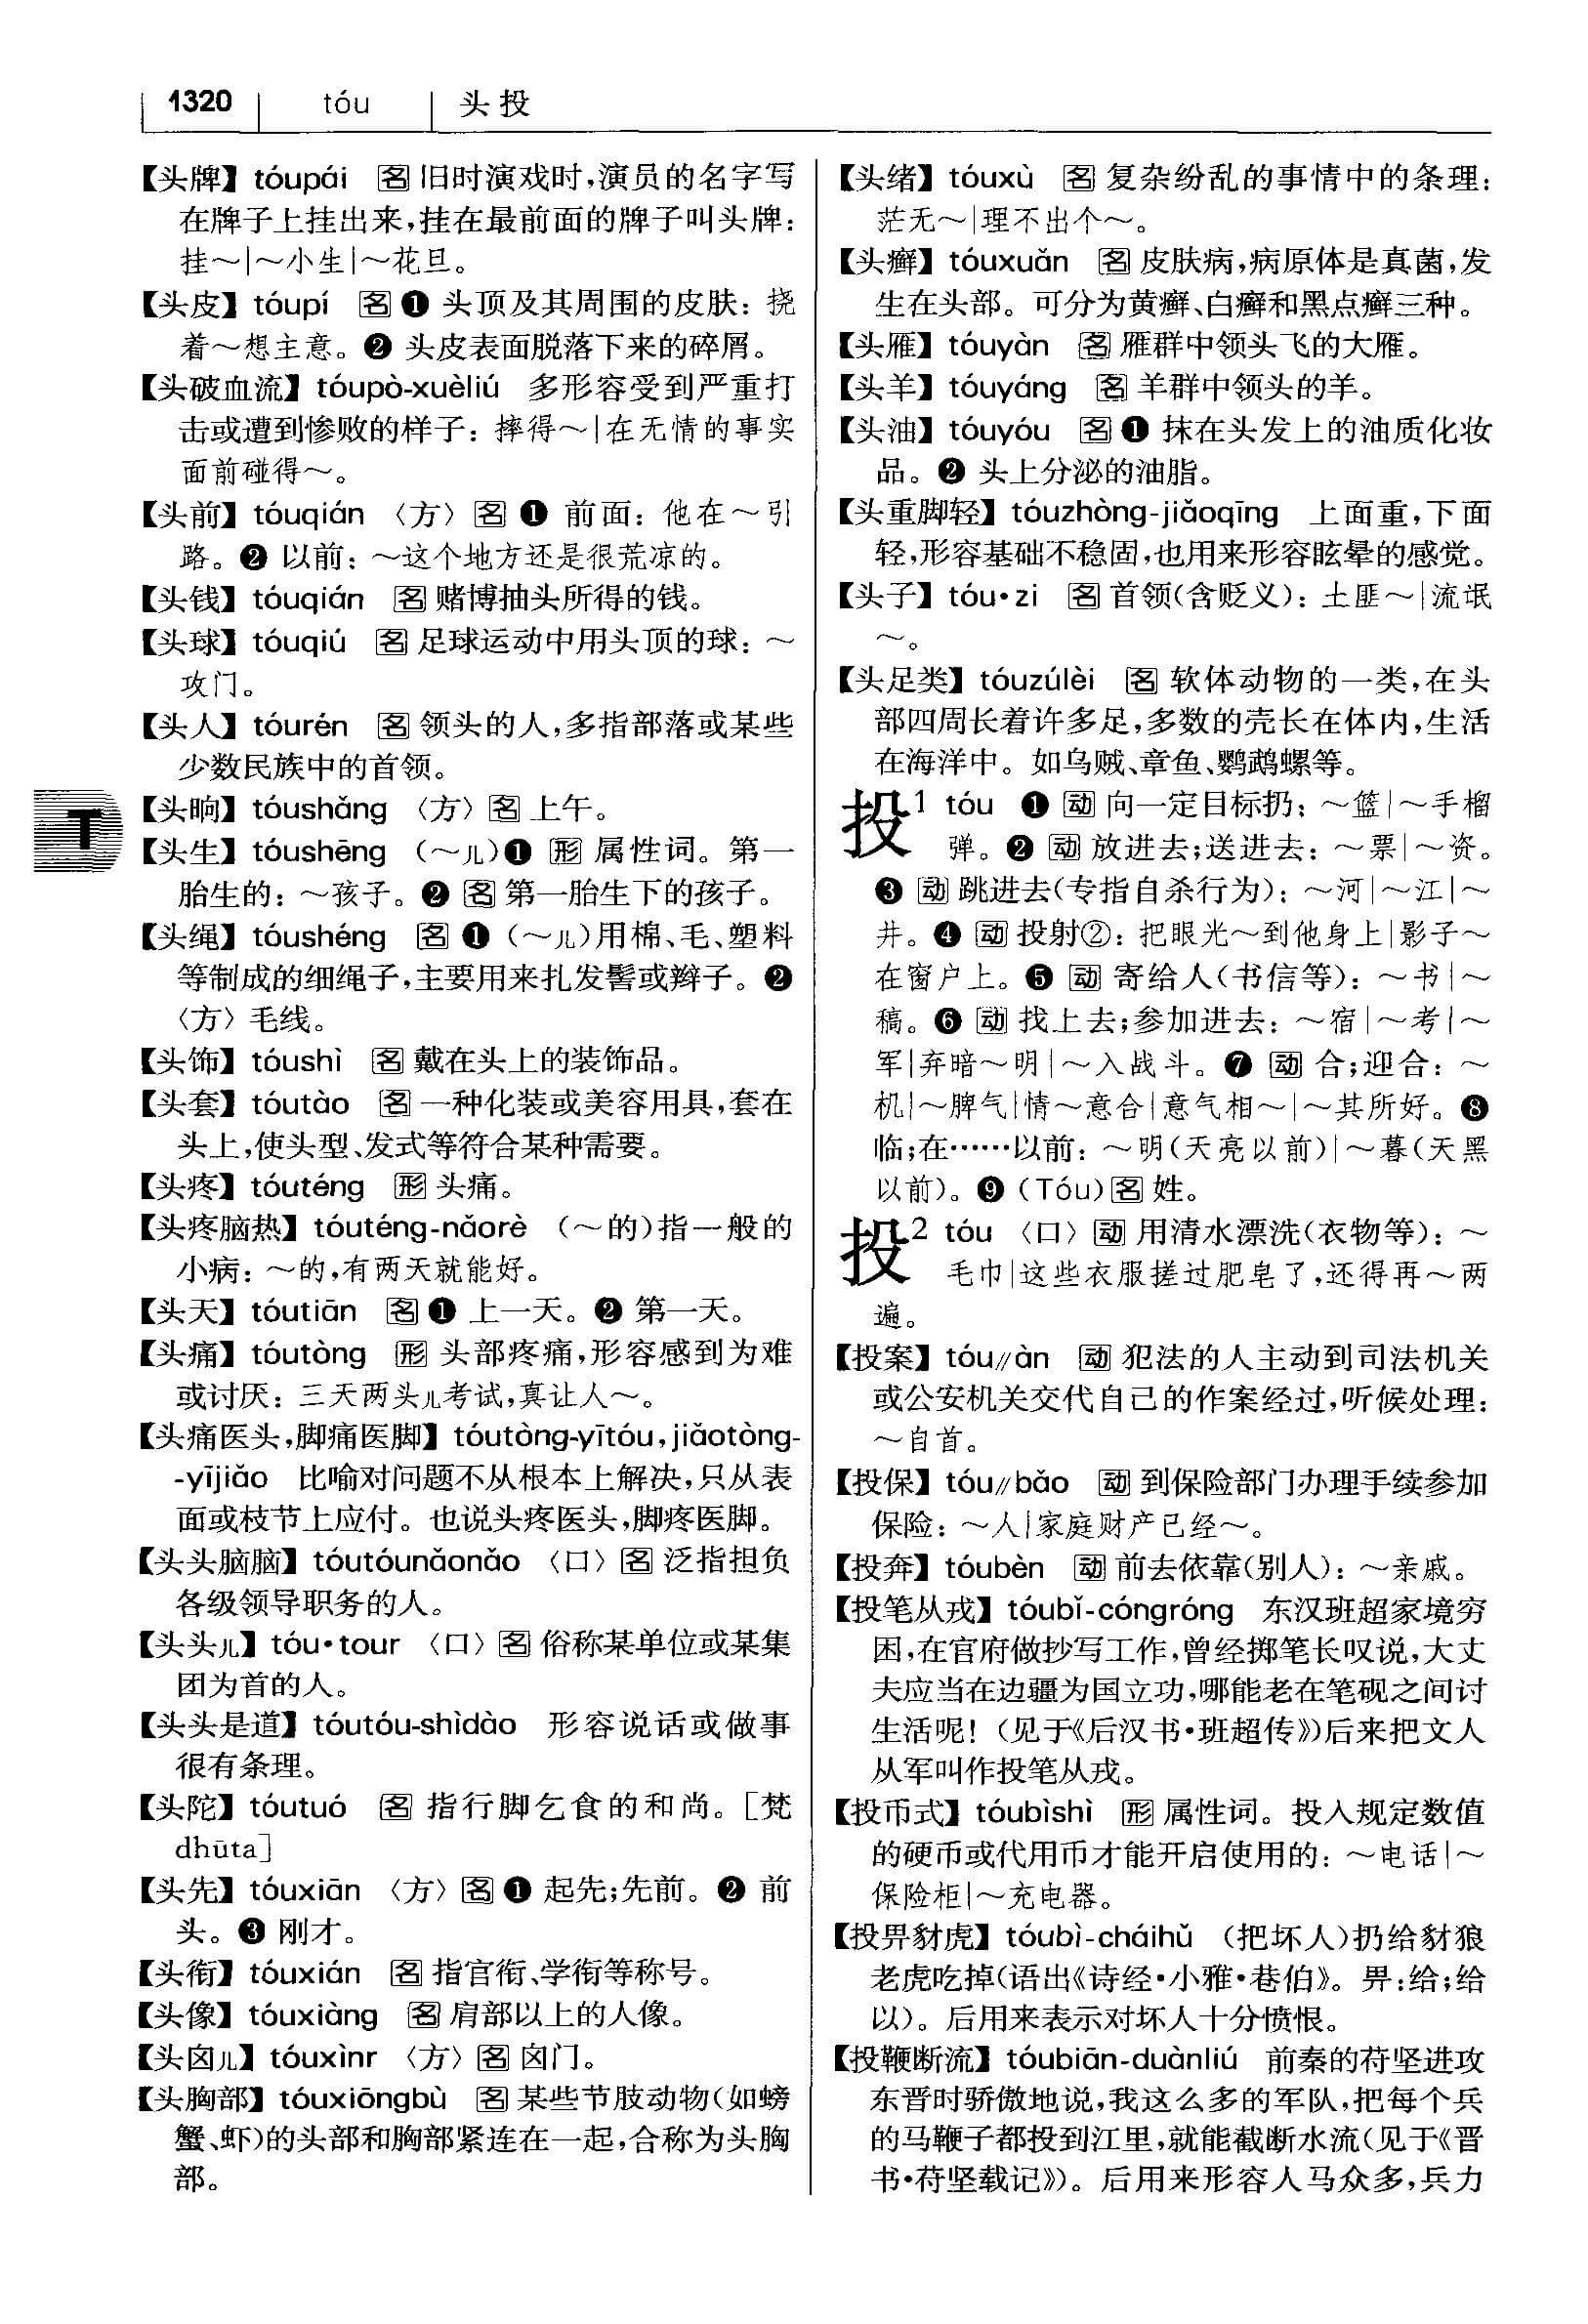 1320 tóu 头投
【头牌】 tóupái 名 旧时演戏时,演员的名字写
在牌子上挂出来,挂在最前面的牌子叫头牌:
挂～|～小生|～花旦。
【头皮】 tóupí 名 ❶ 头顶及其周围的皮肤: 挠
着～想主意。❷ 头皮表面脱落下来的碎屑。
【头破血流】 tóupò-xuèliú 多形容受到严重打
击或遭到惨败的样子: 摔得～|在无情的事实
面前碰得～。
【头前】 tóuqián 〈方〉 名 ❶ 前面: 他在～引
路。❷ 以前: ～这个地方还是很荒凉的。
【头钱】 tóuqián 名 赌博抽头所得的钱。
【头球】 tóuqiú 名 足球运动中用头顶的球: ～
攻门。
【头人】 tóurén 名 领头的人,多指部落或某些
少数民族中的首领。
【头晌】 tóushǎng 〈方〉 名 上午。
【头生】 tóushēng (～儿)❶ 形 属性词。第一
胎生的: ～孩子。❷ 名 第一胎生下的孩子。
【头绳】 tóushéng 名 ❶ (～儿)用棉、毛、塑料
等制成的细绳子,主要用来扎发髻或辫子。❷
〈方〉毛线。
【头饰】 tóushì 名 戴在头上的装饰品。
【头套】 tóutào 名 一种化装或美容用具,套在
头上,使头型、发式等符合某种需要。
【头疼】 tóuténg 形 头痛。
【头疼脑热】 tóuténg-nǎorè (～的)指一般的
小病: ～的,有两天就能好。
【头天】 tóutiān 名 ❶ 上一天。❷ 第一天。
【头痛】 tóutòng 形 头部疼痛,形容感到为难
或讨厌: 三天两头儿考试,真让人～。
【头痛医头,脚痛医脚】 tóutòng-yītóu,jiǎotòng-
-yījiǎo 比喻对问题不从根本上解决,只从表
面或枝节上应付。也说头疼医头,脚疼医脚。
【头头脑脑】 tóutóunǎonǎo 〈口〉 名 泛指担负
各级领导职务的人。
【头头儿】 tóu•tour 〈口〉 名 俗称某单位或某集
团为首的人。
【头头是道】 tóutóu-shìdào 形容说话或做事
很有条理。
【头陀】 tóutuó 名 指行脚乞食的和尚。[梵
dhūta]
【头先】 tóuxiān 〈方〉 名 ❶ 起先;先前。❷ 前
头。❸ 刚才。
【头衔】 tóuxián 名 指官衔、学衔等称号。
【头像】 tóuxiàng 名 肩部以上的人像。
【头囟儿】 tóuxìnr 〈方〉 名 囟门。
【头胸部】 tóuxiōngbù 名 某些节肢动物(如螃
蟹、虾)的头部和胸部紧连在一起,合称为头胸
部。
【头绪】 tóuxù 名 复杂纷乱的事情中的条理:
茫无～|理不出个～。
【头癣】 tóuxuǎn 名 皮肤病,病原体是真菌,发
生在头部。可分为黄癣、白癣和黑点癣三种。
【头雁】 tóuyàn 名 雁群中领头飞的大雁。
【头羊】 tóuyáng 名 羊群中领头的羊。
【头油】 tóuyóu 名 ❶ 抹在头发上的油质化妆
品。❷ 头上分泌的油脂。
【头重脚轻】 tóuzhòng-jiǎoqīng 上面重,下面
轻,形容基础不稳固,也用来形容眩晕的感觉。
【头子】 tóu•zi 名 首领(含贬义): 土匪～|流氓
～。
【头足类】 tóuzúlèi 名 软体动物的一类,在头
部四周长着许多足,多数的壳长在体内,生活
在海洋中。如乌贼、章鱼、鹦鹉螺等。
T
投1 tóu ❶ 动 向一定目标扔: ～篮|～手榴
弹。❷ 动 放进去;送进去: ～票|～资。
❸ 动 跳进去(专指自杀行为): ～河|～江|～
井。❹ 动 投射②: 把眼光～到他身上|影子～
在窗户上。❺ 动 寄给人(书信等): ～书|～
稿。❻ 动 找上去;参加进去: ～宿|～考|～
军|弃暗～明|～入战斗。❼ 动 合;迎合: ～
机|～脾气|情～意合|意气相～|～其所好。❽
临;在……以前: ～明(天亮以前)|～暮(天黑
以前)。❾ (Tóu) 名 姓。
投2 tóu 〈口〉 动 用清水漂洗(衣物等): ～
毛巾|这些衣服搓过肥皂了,还得再～两
遍。
【投案】 tóu//àn 动 犯法的人主动到司法机关
或公安机关交代自己的作案经过,听候处理:
～自首。
【投保】 tóu//bǎo 动 到保险部门办理手续参加
保险: ～人|家庭财产已经～。
【投奔】 tóubèn 动 前去依靠(别人): ～亲戚。
【投笔从戎】 tóubǐ-cóngróng 东汉班超家境穷
困,在官府做抄写工作,曾经掷笔长叹说,大丈
夫应当在边疆为国立功,哪能老在笔砚之间讨
生活呢! (见于《后汉书•班超传》)后来把文人
从军叫作投笔从戎。
【投币式】 tóubìshì 形 属性词。投入规定数值
的硬币或代用币才能开启使用的: ～电话|～
保险柜|～充电器。
【投畀豺虎】 tóubì-cháihǔ (把坏人)扔给豺狼
老虎吃掉(语出《诗经•小雅•巷伯》。畀:给;给
以)。后用来表示对坏人十分愤恨。
【投鞭断流】 tóubiān-duànliú 前秦的苻坚进攻
东晋时骄傲地说,我这么多的军队,把每个兵
的马鞭子都投到江里,就能截断水流(见于《晋
书•苻坚载记》)。后用来形容人马众多,兵力